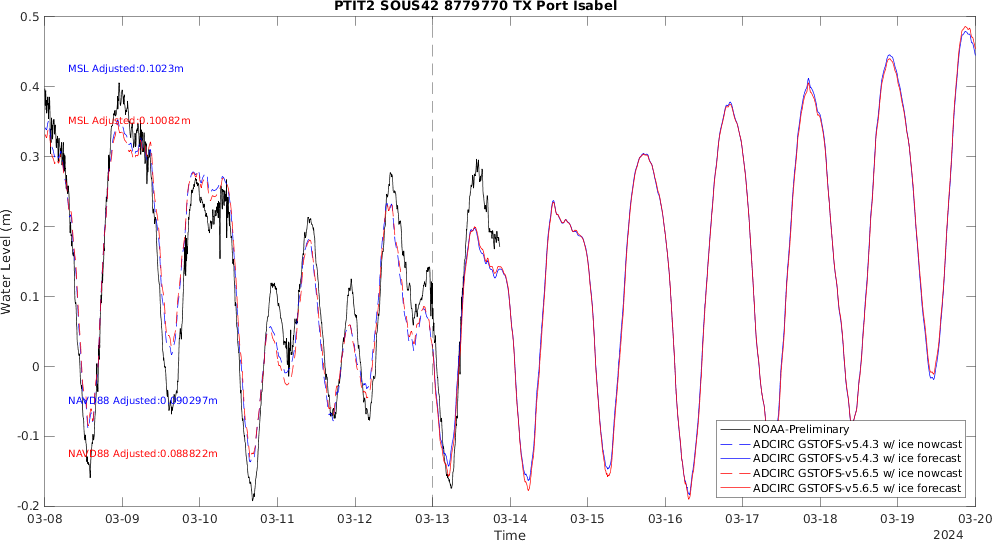 PTIT2 SOUS42 8779770 TX Port Isabel
0.5
0.4
0.3
0.2
0.1
0
-0.1
-0.2
Water Level (m)
MSL Adjusted:0.1023m
MSL Adjusted:0.10082m
NAVD88 Adjusted:0.090297m
NAVD88 Adjusted:0.088822m
NOAA-Preliminary
ADCIRC GSTOFS-v5.4.3 w/ ice nowcast
ADCIRC GSTOFS-v5.4.3 w/ ice forecast
ADCIRC GSTOFS-v5.6.5 w/ ice nowcast
ADCIRC GSTOFS-v5.6.5 w/ ice forecast
03-08 03-09 03-10 03-11 03-12 03-13 03-14 03-15 03-16 03-17 03-18 03-19 03-20
Time
2024